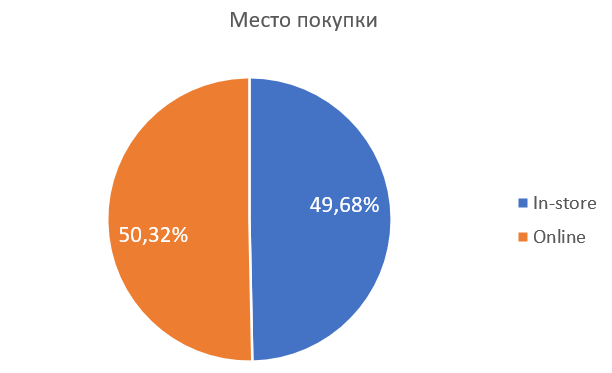 Место покупки
49,68%
50,32%
In-store
Online